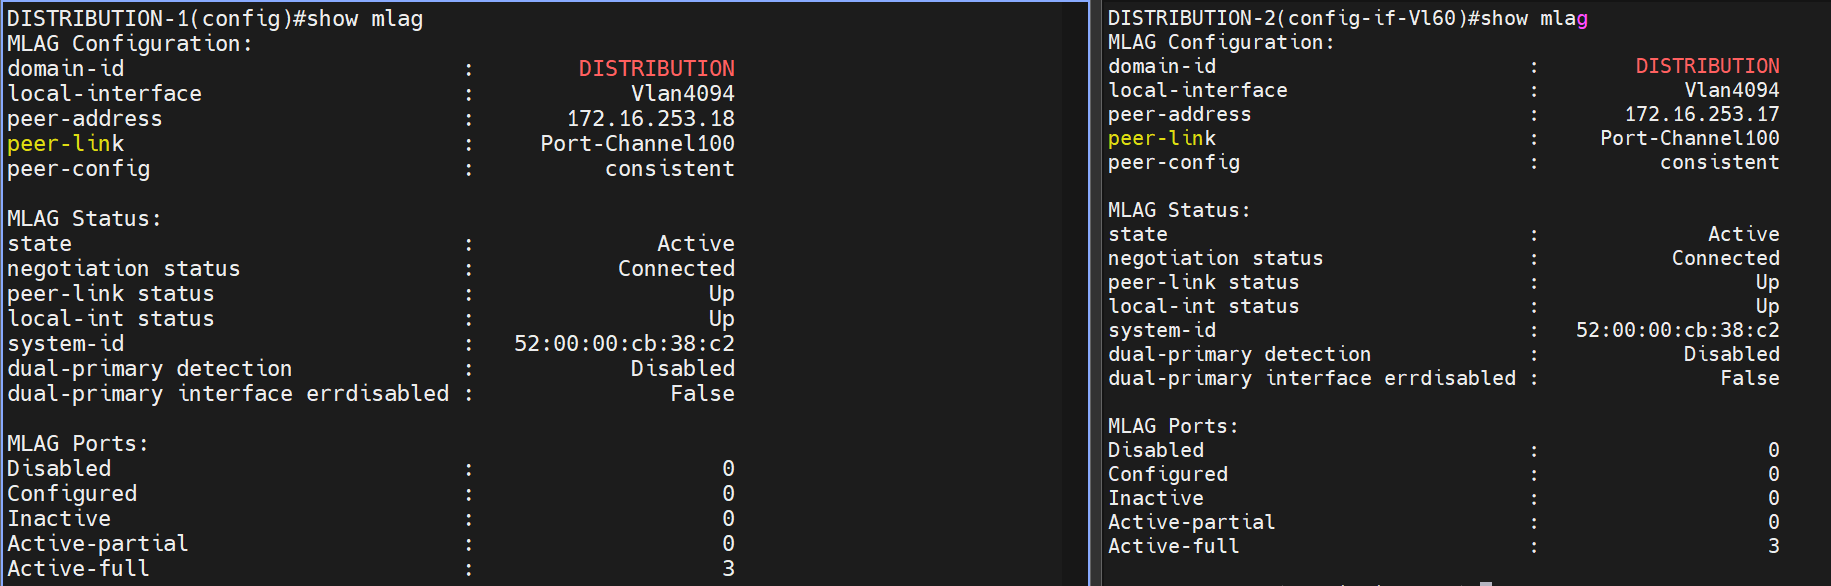 DISTRIBUTION-1(config)#show mlag
MLAG Configuration:
domain-id : DISTRIBUTION
local-interface : Vlan4094
peer-address : 172.16.253.18
peer-link : Port-Channel100
peer-config : consistent
MLAG Status:
state : Active
negotiation status : Connected
peer-link status : Up
local-int status : Up
system-id : 52:00:00:cb:38:c2
dual-primary detection : Disabled
dual-primary interface errdisabled : False
MLAG Ports:
Disabled : 0
Configured : 0
Inactive : 0
Active-partial : 0
Active-full : 3
DISTRIBUTION-2(config-if-Vl60)#show mlag
MLAG Configuration:
domain-id : DISTRIBUTION
local-interface : Vlan4094
peer-address : 172.16.253.17
peer-link : Port-Channel100
peer-config : consistent
MLAG Status:
state : Active
negotiation status : Connected
peer-link status : Up
local-int status : Up
system-id : 52:00:00:cb:38:c2
dual-primary detection : Disabled
dual-primary interface errdisabled : False
MLAG Ports:
Disabled : 0
Configured : 0
Inactive : 0
Active-partial : 0
Active-full : 3